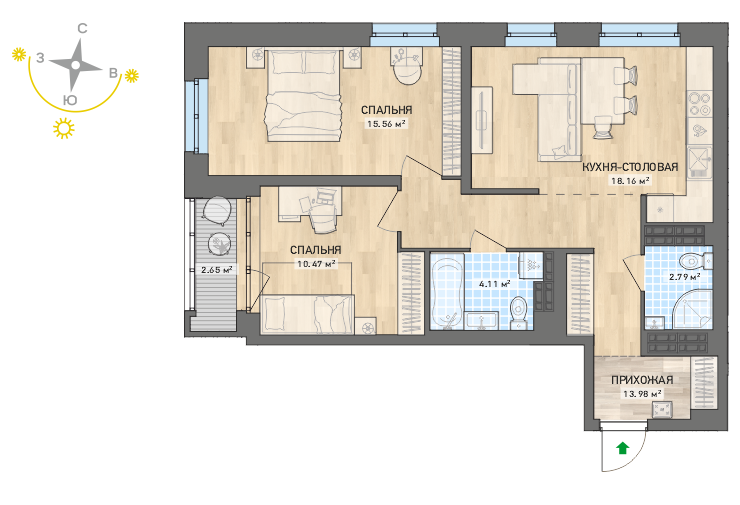 С
З
В
Ю
СПАЛЬНЯ
15.56 м²
КУХНЯ-СТОЛОВАЯ
18.16 м²
СПАЛЬНЯ
10.47 м²
2.65 м²
4.11 м²
2.79 м²
ПРИХОЖАЯ
13.98 м²